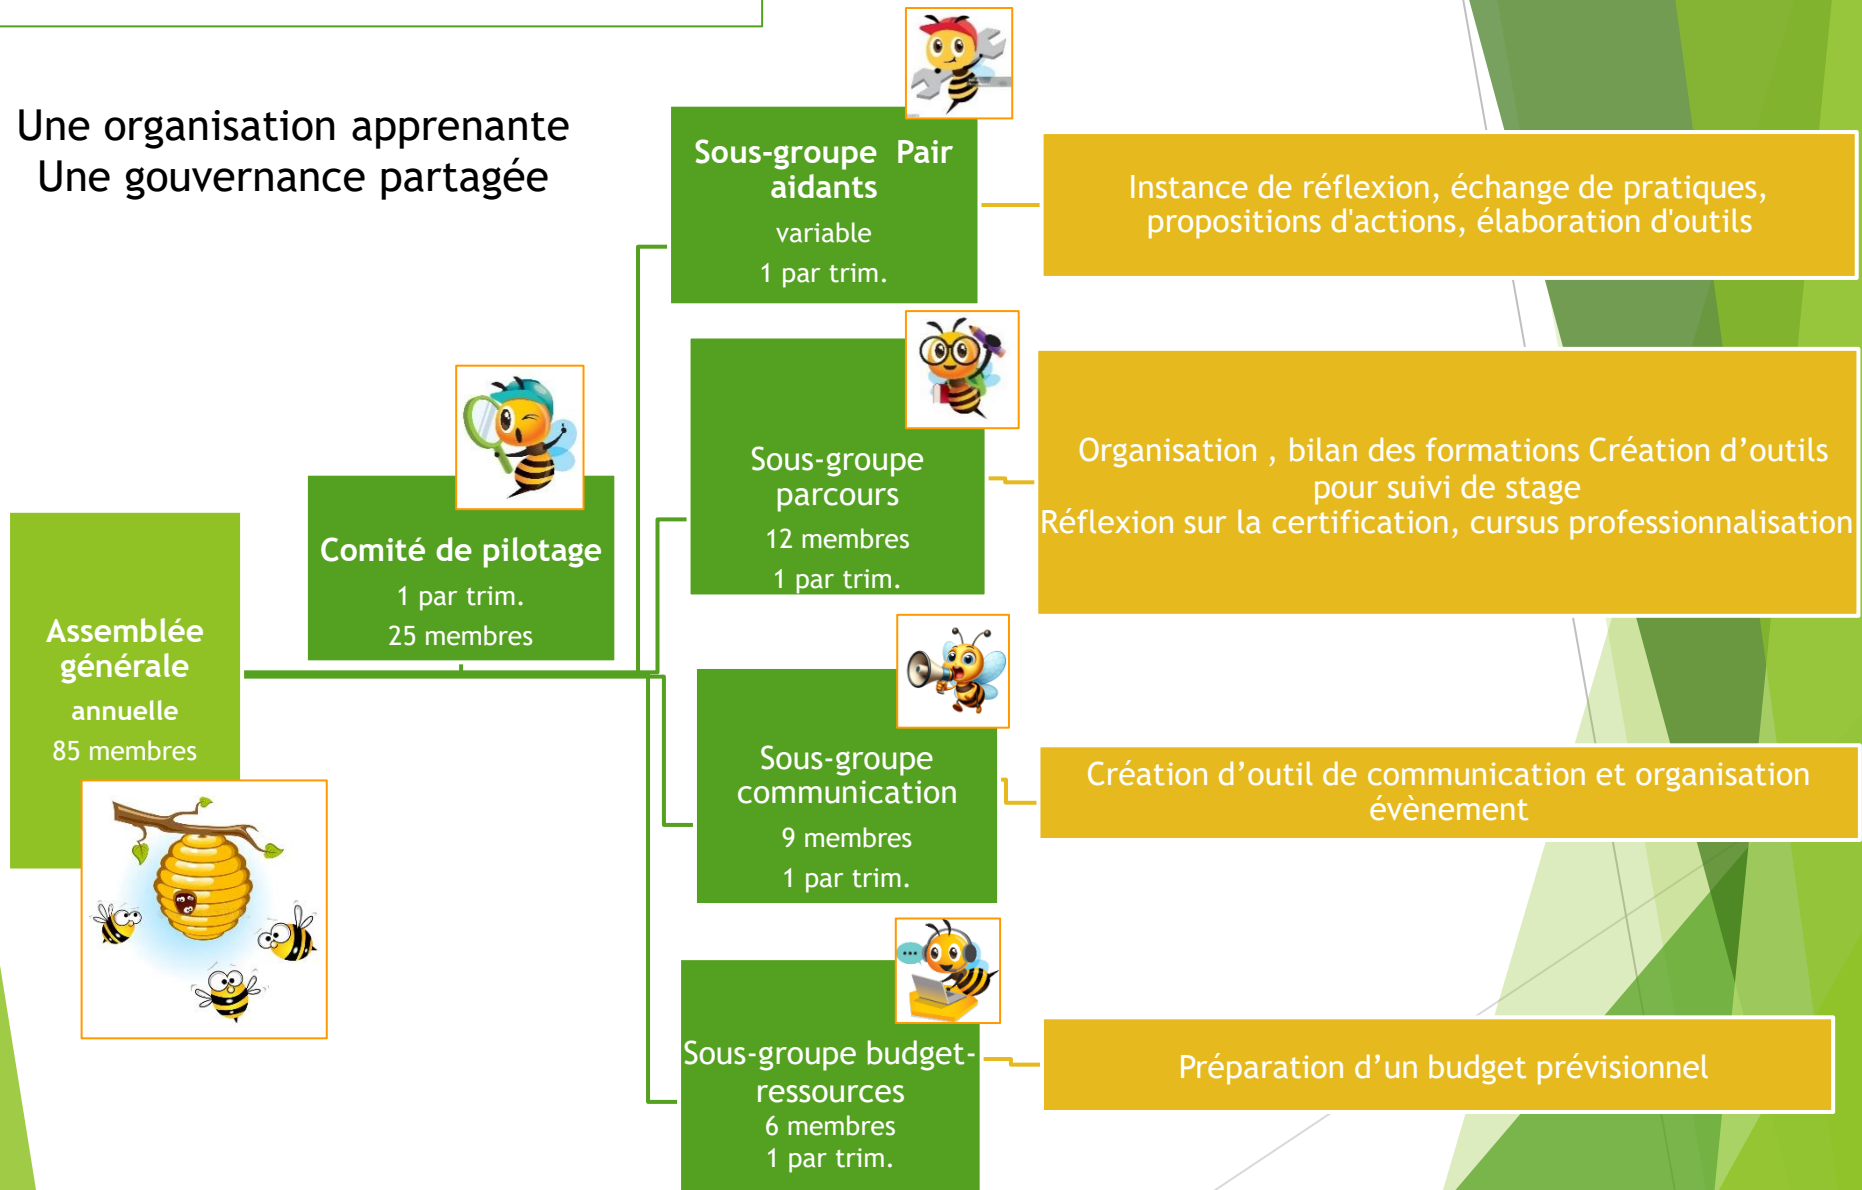 Une organisation apprenante
Une gouvernance partagée
Assemblée
générale
annuelle
85 membres
Comité de pilotage
1 par trim.
25 membres
Sous-groupe Pair
aidants
variable
1 par trim.
Instance de réflexion, échange de pratiques,
propositions d'actions, élaboration d'outils
Sous-groupe
parcours
12 membres
1 par trim.
Organisation , bilan des formations Création d’outils
pour suivi de stage
Réflexion sur la certification, cursus professionnalisation
Sous-groupe
communication
9 membres
1 par trim.
Création d’outil de communication et organisation
évènement
Sous-groupe budget-
ressources
6 membres
1 par trim.
Préparation d’un budget prévisionnel